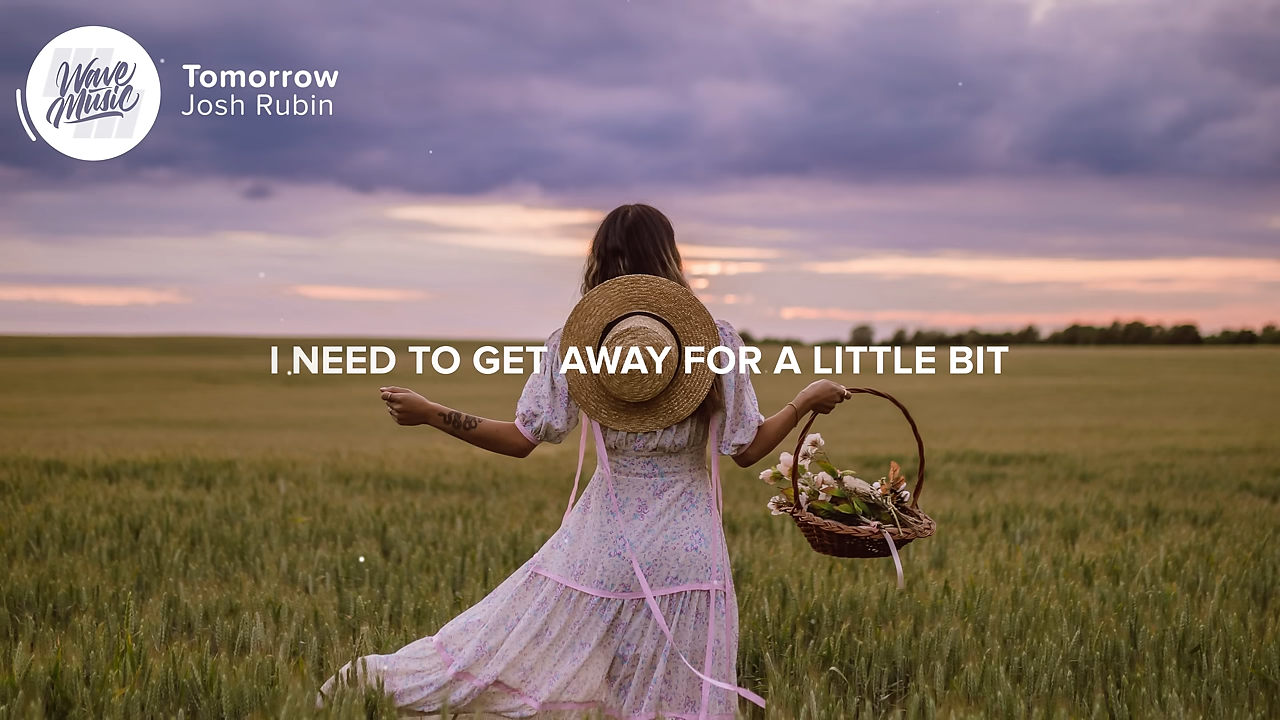 Wave
Music
Tomorrow
Josh Rubin
I NEED TO GET AWAY FOR A LITTLE BIT